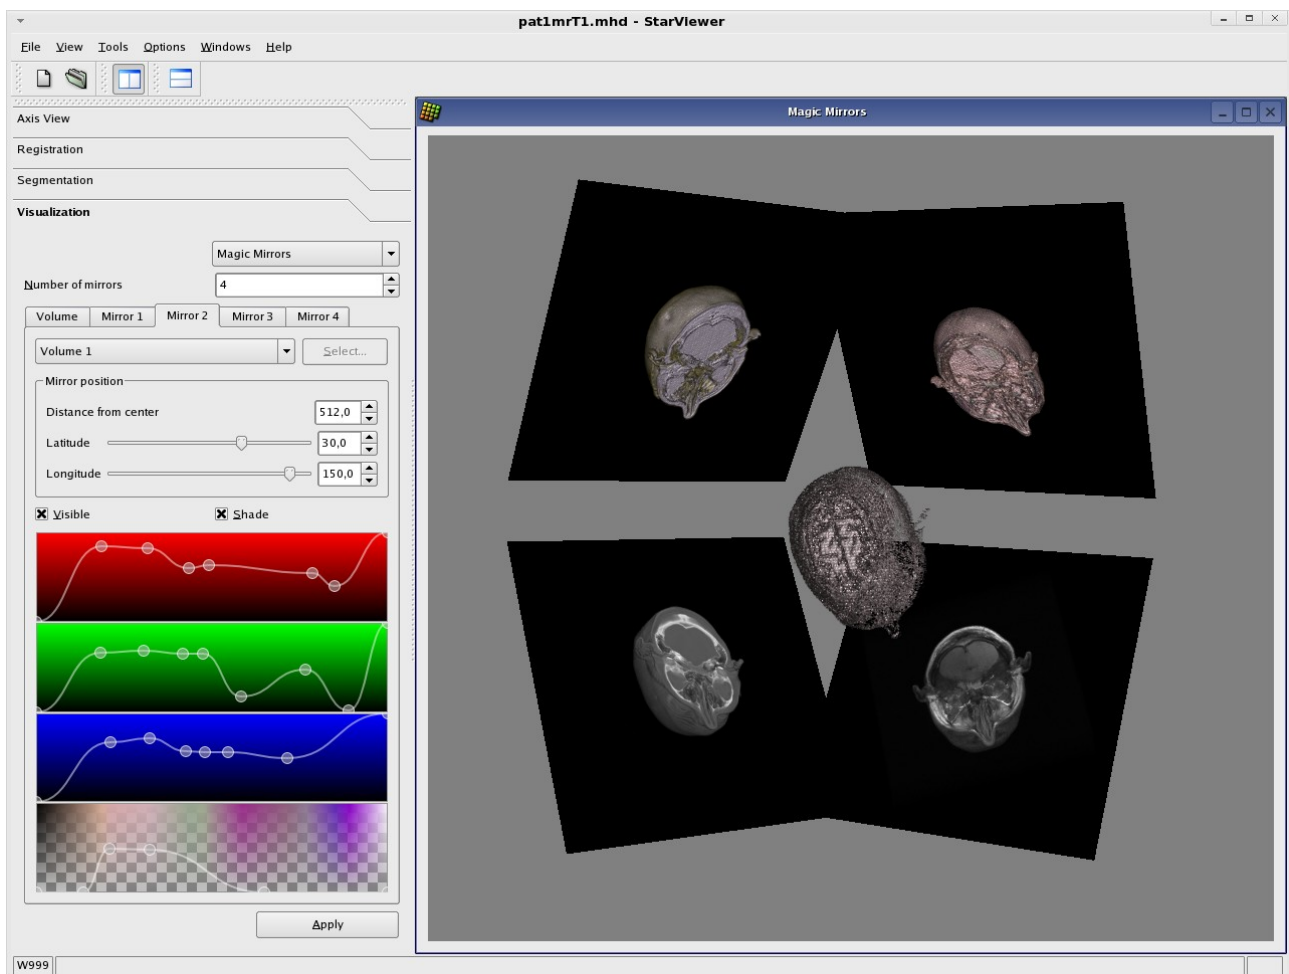 pat1mrT1.mhd - StarViewer
File View Tools Options Windows Help
Axis View
Registration
Segmentation
Visualization
Magic Mirrors
Number of mirrors 4
Volume Mirror 1 Mirror 2 Mirror 3 Mirror 4
Volume 1 Select...
Mirror position
Distance from center 512,0
Latitude 30,0
Longitude 150,0
Visible Shade
Apply
W999
Magic Mirrors